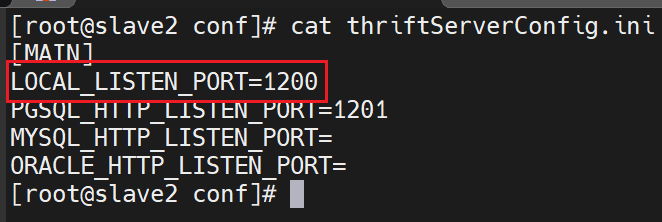 [root@slave2 conf]# cat thriftServerConfig.ini
[MAIN]
LOCAL_LISTEN_PORT=1200
PGSQL_HTTP_LISTEN_PORT=1201
MYSQL_HTTP_LISTEN_PORT=
ORACLE_HTTP_LISTEN_PORT=
[root@slave2 conf]#